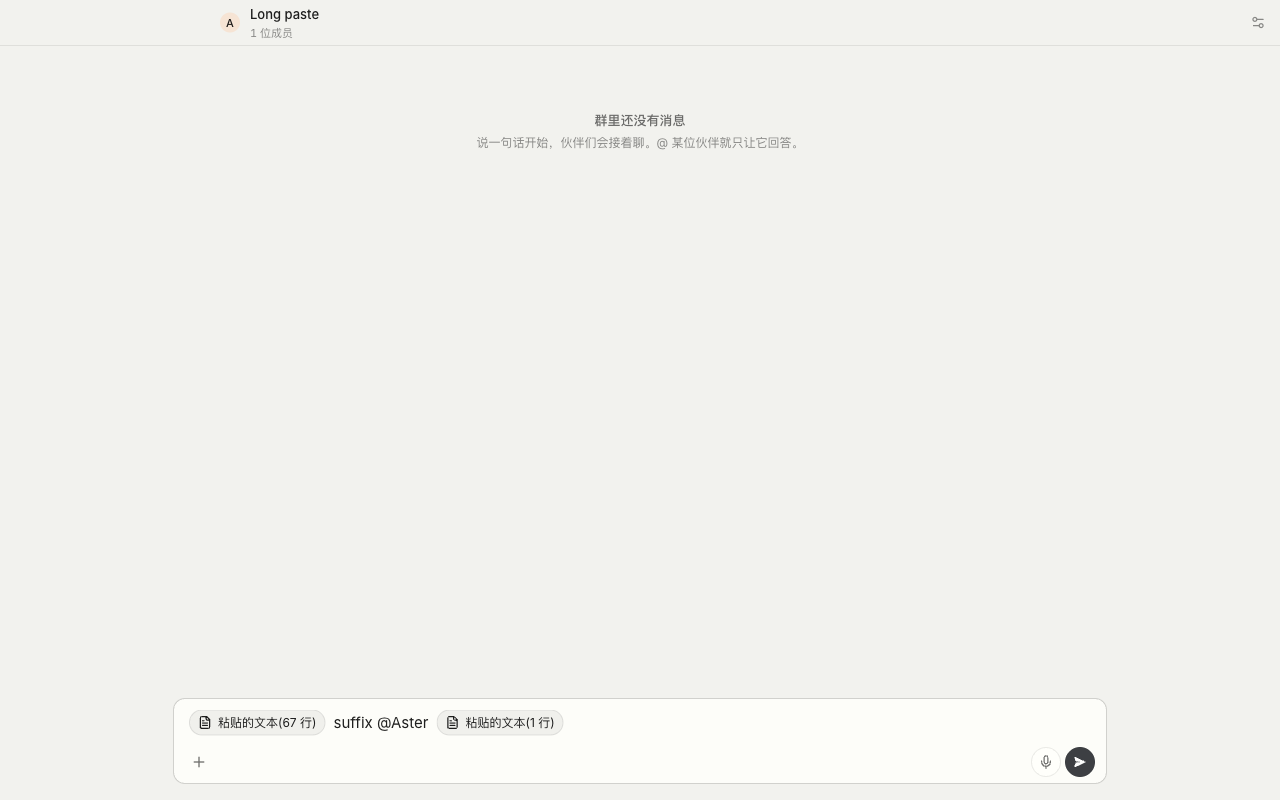 A
Long paste
1 位成员
群里还没有消息
说一句话开始，伙伴们会接着聊。@ 某位伙伴就只让它回答。
粘贴的文本(67 行) suffix @Aster 粘贴的文本(1 行)